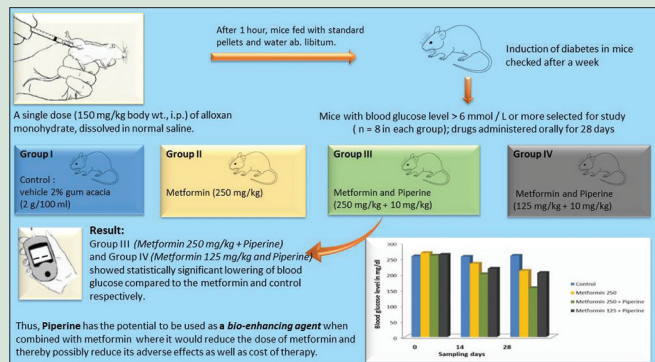 After 1 hour, mice fed with standard
pellets and water ab. libitum.
Induction of diabetes in mice
checked after a week
A single dose (150 mg/kg body wt., i.p.) of alloxan
monohydrate, dissolved in normal saline.
Mice with blood glucose level > 6 mmol / L or more selected for study
( n = 8 in each group); drugs administered orally for 28 days
Group I
Control :
vehicle 2% gum acacia
(2 g/100 ml)
Group II
Metformin (250 mg/kg)
Group III
Metformin and Piperine
(250 mg/kg + 10 mg/kg)
Group IV
Metformin and Piperine
(125 mg/kg + 10 mg/kg)
Result:
Group III (Metformin 250 mg/kg + Piperine)
and Group IV (Metformin 125 mg/kg and Piperine)
showed statistically significant lowering of blood
glucose compared to the metformin and control
respectively.
Thus, Piperine has the potential to be used as a bio-enhancing agent when
combined with metformin where it would reduce the dose of metformin and
thereby possibly reduce its adverse effects as well as cost of therapy.
Blood glucose level in mg/dl
300
250
200
150
100
50
0
0 14 28
Sampling days
Control
Metformin 250
Metformin 250 + Piperine
Metformin 125 + Piperine